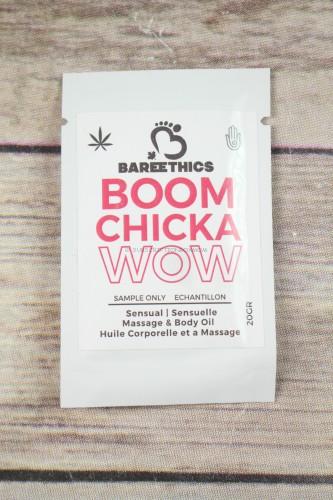 BAREETHICS
BOOM
CHICKA
WOW
SAMPLE ONLY ECHANTILLON
Sensual | Sensuelle
Massage & Body Oil
Huile Corporelle et a Massage
20GR